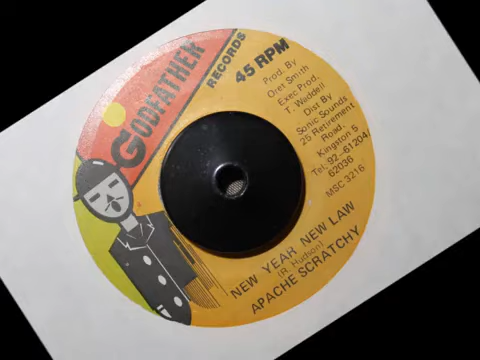 GODFATHER
RECORDS
45 RPM
Prod. By
Oret Smith
Exec Prod.
T. Waddell
Dist By
Sonic Sounds
25 Retirement
Road.
Kingston 5
Tel. 92-61204
62036
MSC 3216
NEW YEAR NEW LAW
(R. Hudson)
APACHE SCRATCHY